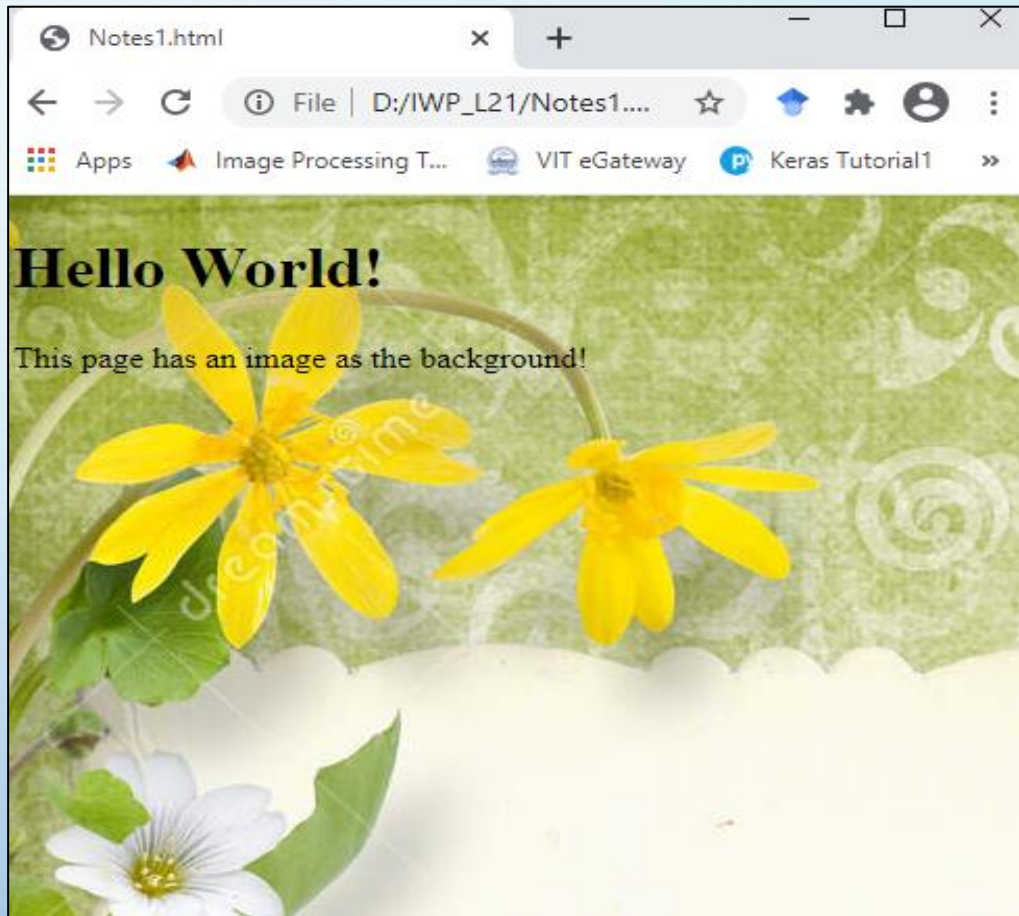 Notes1.html
File | D:/IWP_L21/Notes1....
Apps Image Processing T... VIT eGateway Keras Tutorial1 »
Hello World!
This page has an image as the background!
dreamstime